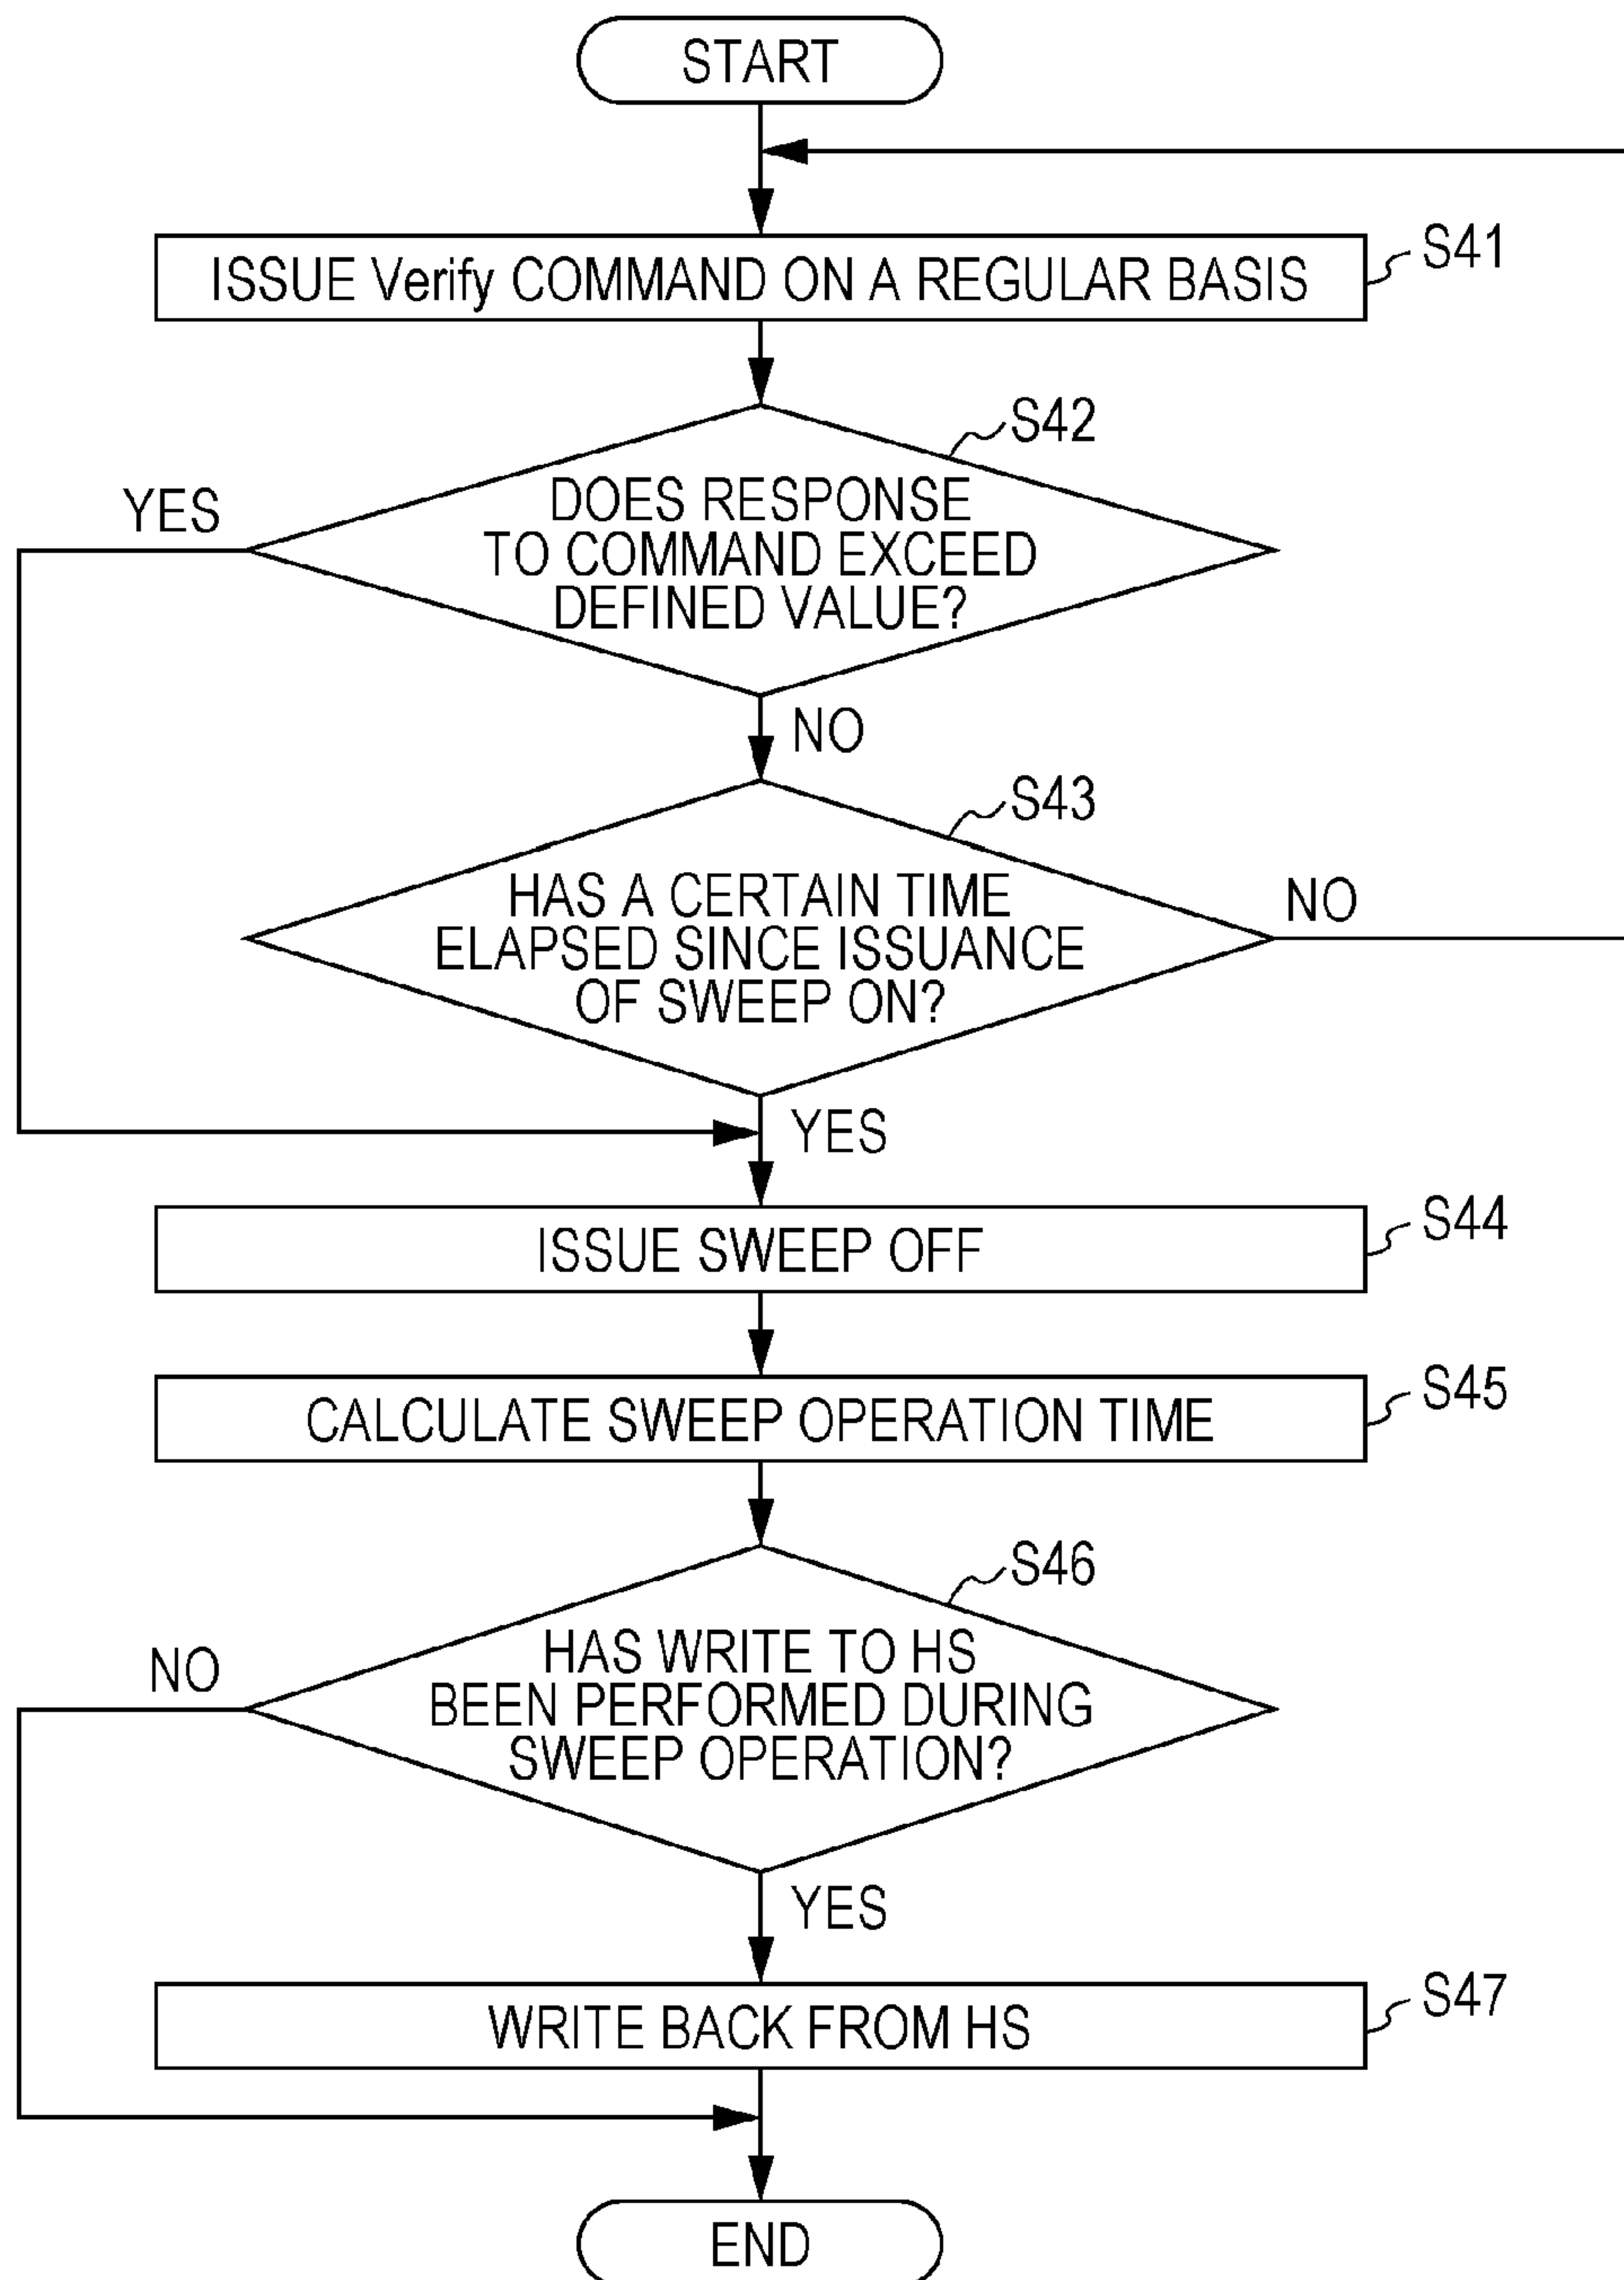 START
ISSUE Verify COMMAND ON A REGULAR BASIS
S41
S42
YES
DOES RESPONSE
TO COMMAND EXCEED
DEFINED VALUE?
NO
S43
HAS A CERTAIN TIME
ELAPSED SINCE ISSUANCE
OF SWEEP ON?
NO
YES
ISSUE SWEEP OFF
S44
CALCULATE SWEEP OPERATION TIME
S45
S46
NO
HAS WRITE TO HS
BEEN PERFORMED DURING
SWEEP OPERATION?
YES
WRITE BACK FROM HS
S47
END